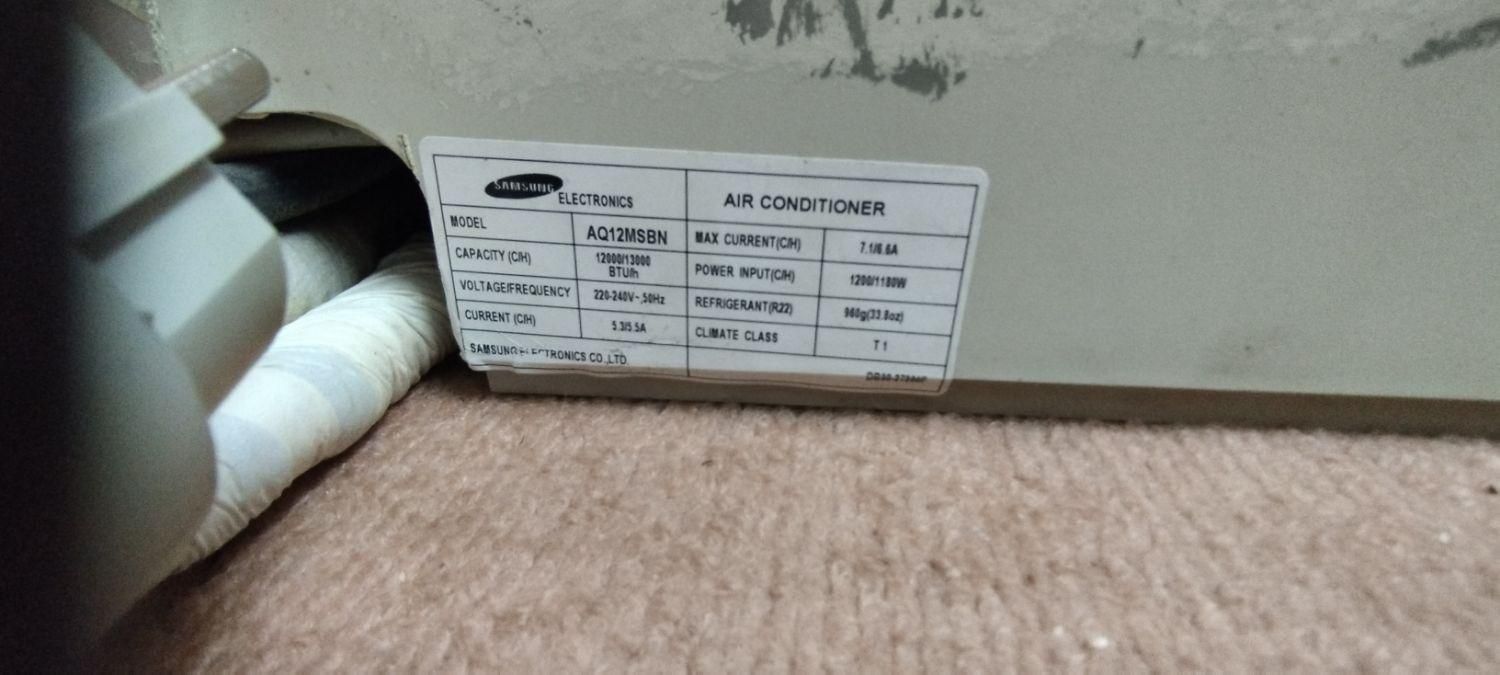 SAMSUNG ELECTRONICS
AIR CONDITIONER
MODEL AQ12MSBN
MAX CURRENT(C/H) 7.1/6.6A
CAPACITY (C/H) 12000/13000 BTU/h
POWER INPUT(C/H) 1200/1180W
VOLTAGE/FREQUENCY 220-240V~,50Hz
REFRIGERANT(R22) 960g(33.8oz)
CURRENT (C/H) 5.3/5.5A
CLIMATE CLASS T1
SAMSUNG ELECTRONICS CO.,LTD.